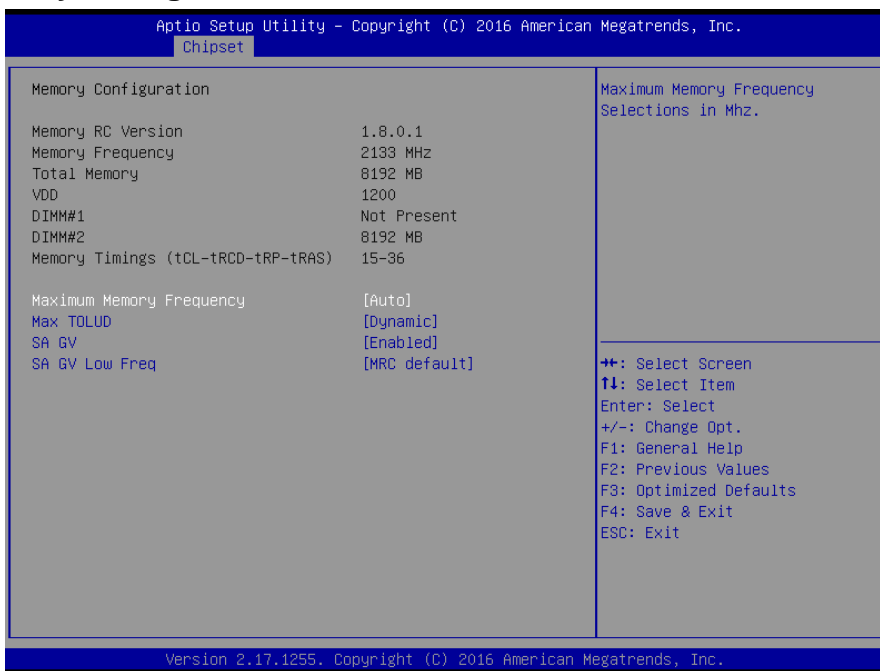 Aptio Setup Utility – Copyright (C) 2016 American Megatrends, Inc.
Chipset
Memory Configuration
Memory RC Version 1.8.0.1
Memory Frequency 2133 MHz
Total Memory 8192 MB
VDD 1200
DIMM#1 Not Present
DIMM#2 8192 MB
Memory Timings (tCL-tRCD-tRP-tRAS) 15-36
Maximum Memory Frequency [Auto]
Max TOLUD [Dynamic]
SA GV [Enabled]
SA GV Low Freq [MRC default]
Maximum Memory Frequency
Selections in Mhz.
→←: Select Screen
↑↓: Select Item
Enter: Select
+/-: Change Opt.
F1: General Help
F2: Previous Values
F3: Optimized Defaults
F4: Save & Exit
ESC: Exit
Version 2.17.1255. Copyright (C) 2016 American Megatrends, Inc.